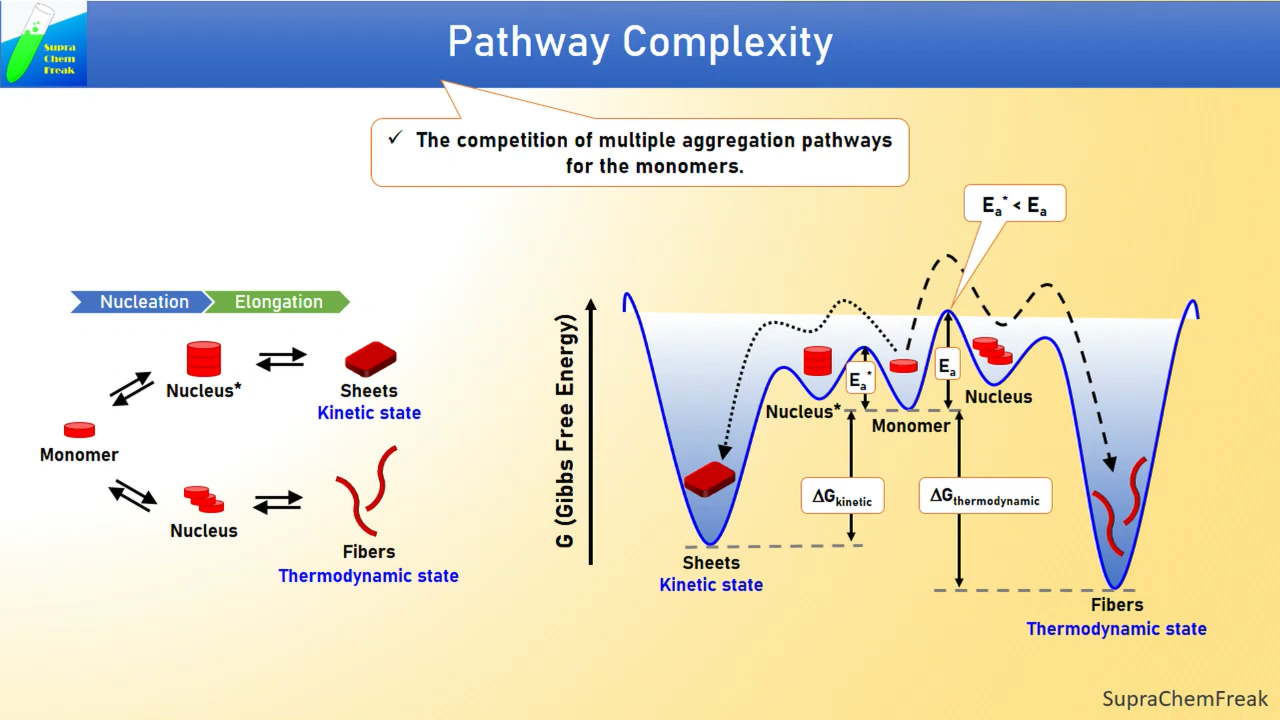 Supra
Chem
Freak
Pathway Complexity
✓ The competition of multiple aggregation pathways
for the monomers.
Eₐ* < Eₐ
Nucleation
Elongation
Nucleus*
Sheets
Kinetic state
Monomer
Nucleus
Fibers
Thermodynamic state
G (Gibbs Free Energy)
Eₐ*
Eₐ
Nucleus*
Monomer
Nucleus
ΔGkinetic
ΔGthermodynamic
Sheets
Kinetic state
Fibers
Thermodynamic state
SupraChemFreak